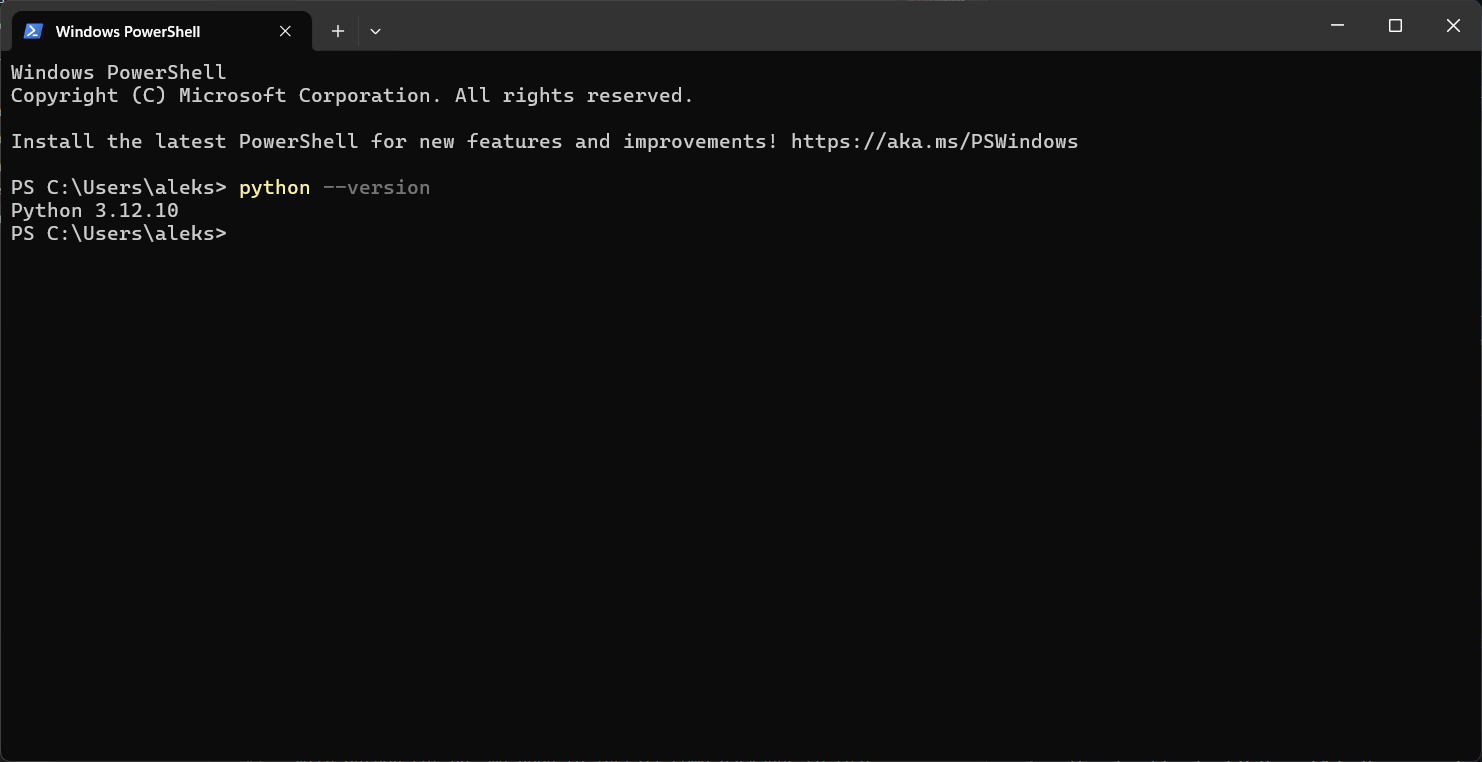 Windows PowerShell
Windows PowerShell
Copyright (C) Microsoft Corporation. All rights reserved.
Install the latest PowerShell for new features and improvements! https://aka.ms/PSWindows
PS C:\Users\aleks> python --version
Python 3.12.10
PS C:\Users\aleks>